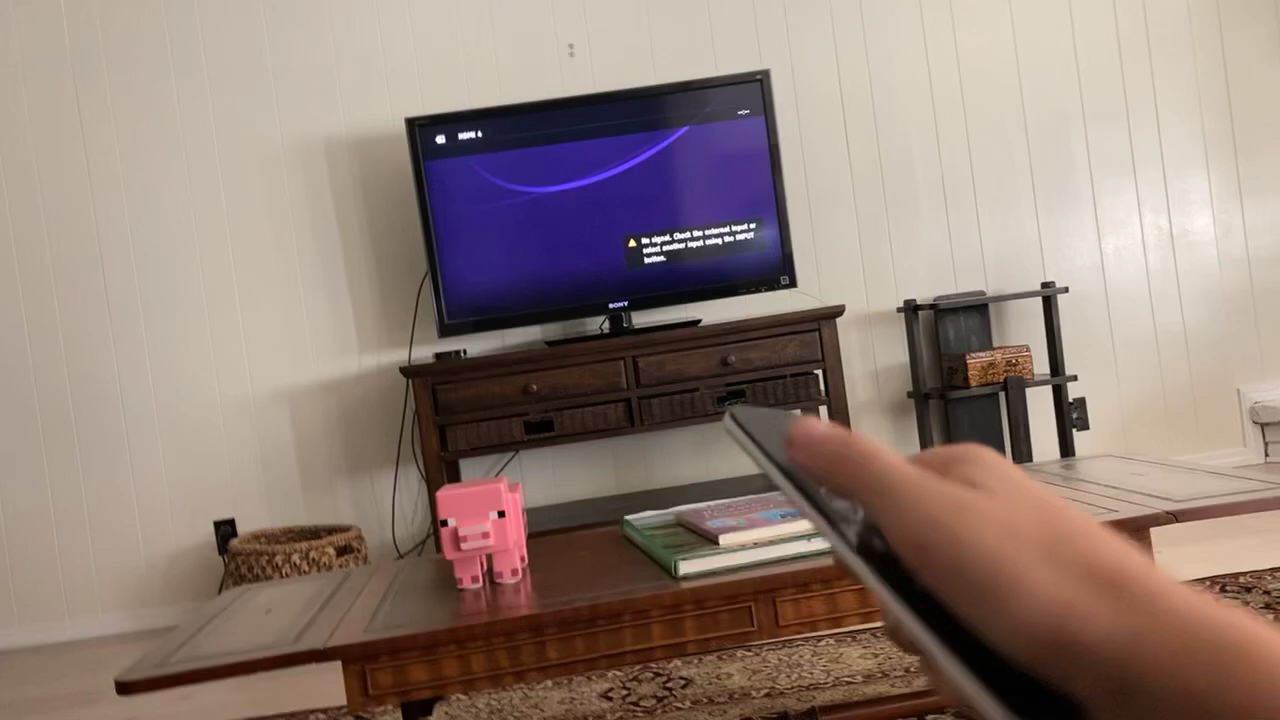 HDMI 4
No signal. Check the external input or
select another input using the INPUT
button.
SONY